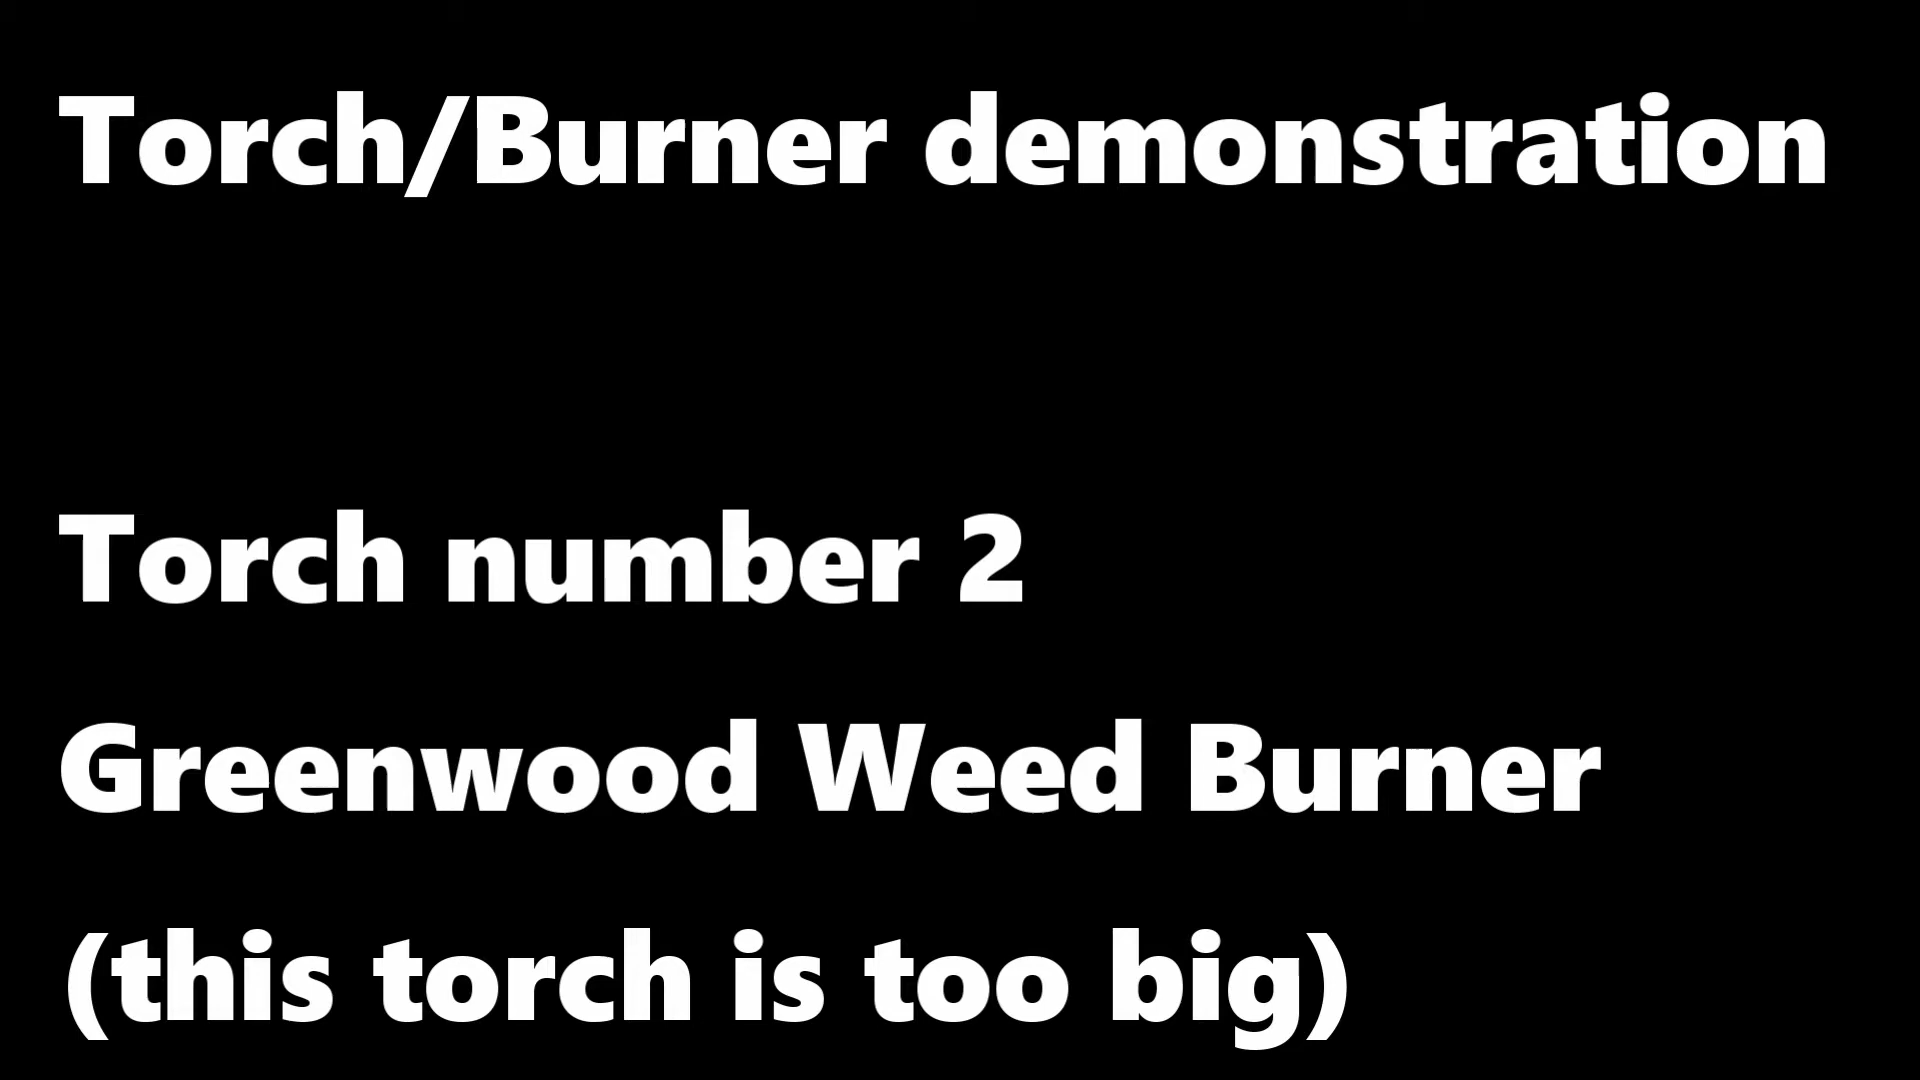 Torch/Burner demonstration
Torch number 2
Greenwood Weed Burner
(this torch is too big)